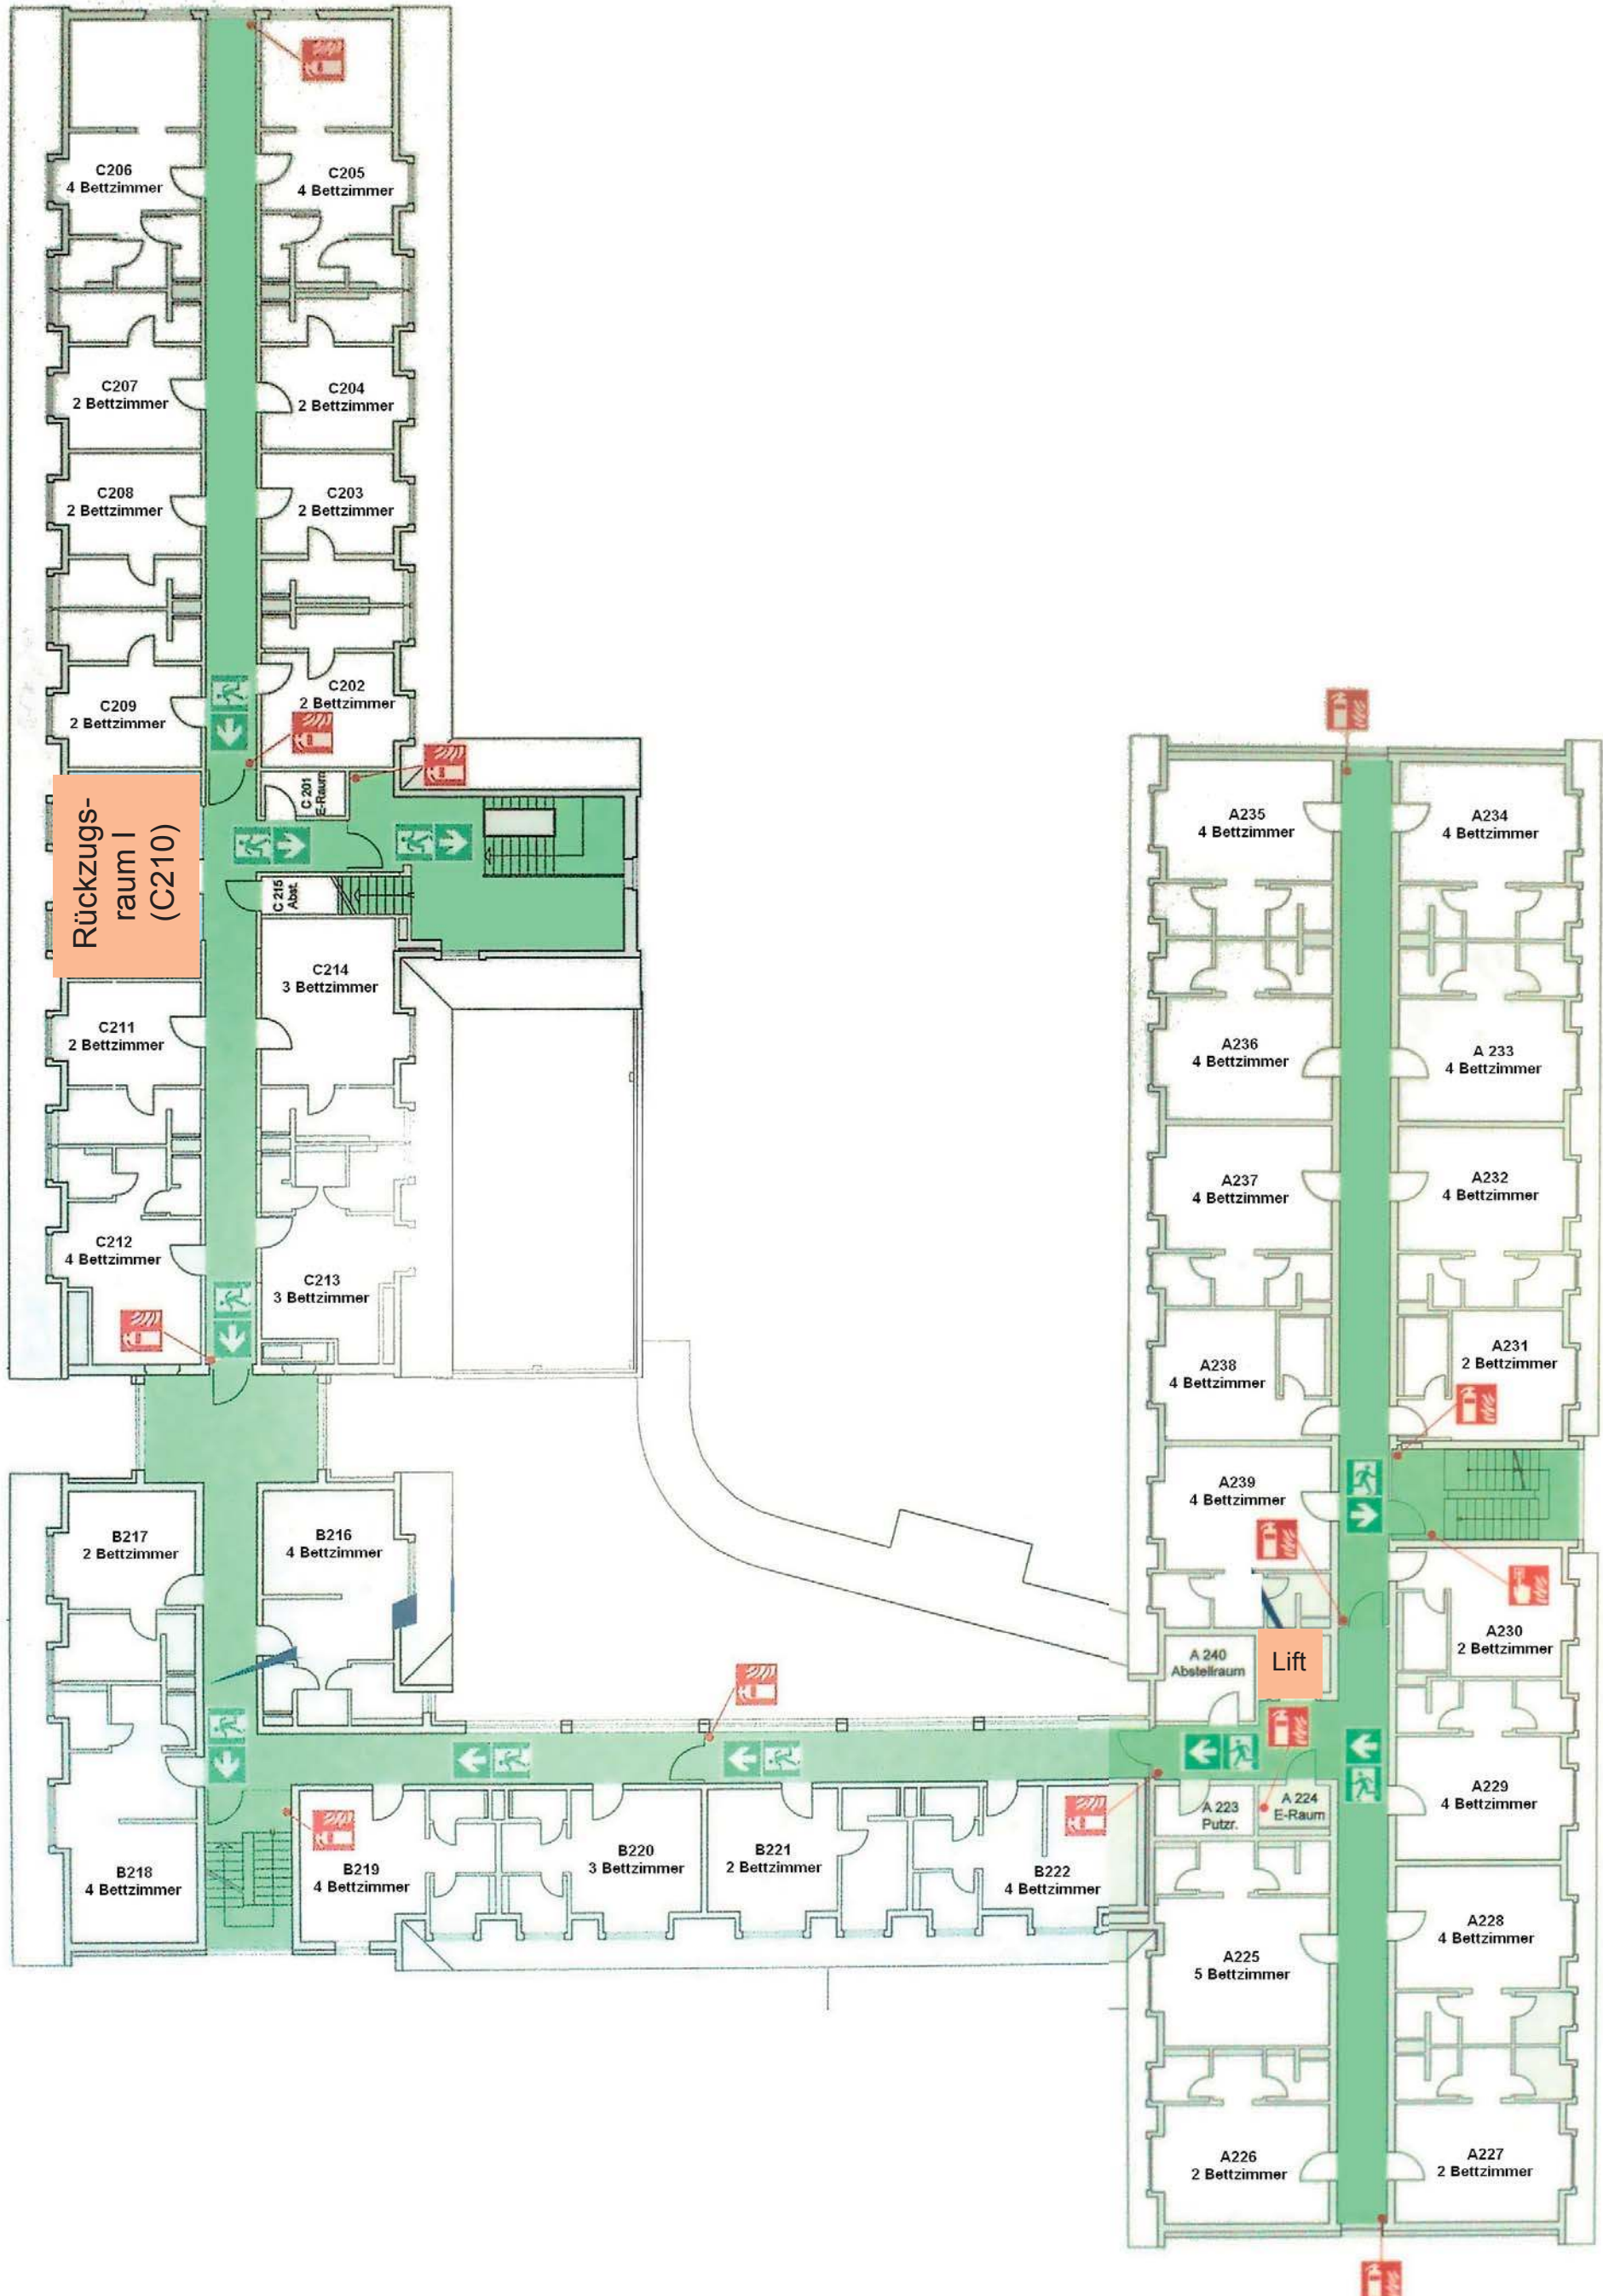 C206
4 Bettzimmer
C205
4 Bettzimmer
C207
2 Bettzimmer
C204
2 Bettzimmer
C208
2 Bettzimmer
C203
2 Bettzimmer
C209
2 Bettzimmer
C202
2 Bettzimmer
C 201
E-Raum
Rückzugs-
raum I
(C210)
C 215
Abst.
C214
3 Bettzimmer
C211
2 Bettzimmer
C212
4 Bettzimmer
C213
3 Bettzimmer
B217
2 Bettzimmer
B216
4 Bettzimmer
B218
4 Bettzimmer
B219
4 Bettzimmer
B220
3 Bettzimmer
B221
2 Bettzimmer
B222
4 Bettzimmer
A235
4 Bettzimmer
A234
4 Bettzimmer
A236
4 Bettzimmer
A 233
4 Bettzimmer
A237
4 Bettzimmer
A232
4 Bettzimmer
A238
4 Bettzimmer
A231
2 Bettzimmer
A239
4 Bettzimmer
A230
2 Bettzimmer
A 240
Abstellraum
Lift
A 223
Putzr.
A 224
E-Raum
A229
4 Bettzimmer
A228
4 Bettzimmer
A225
5 Bettzimmer
A226
2 Bettzimmer
A227
2 Bettzimmer